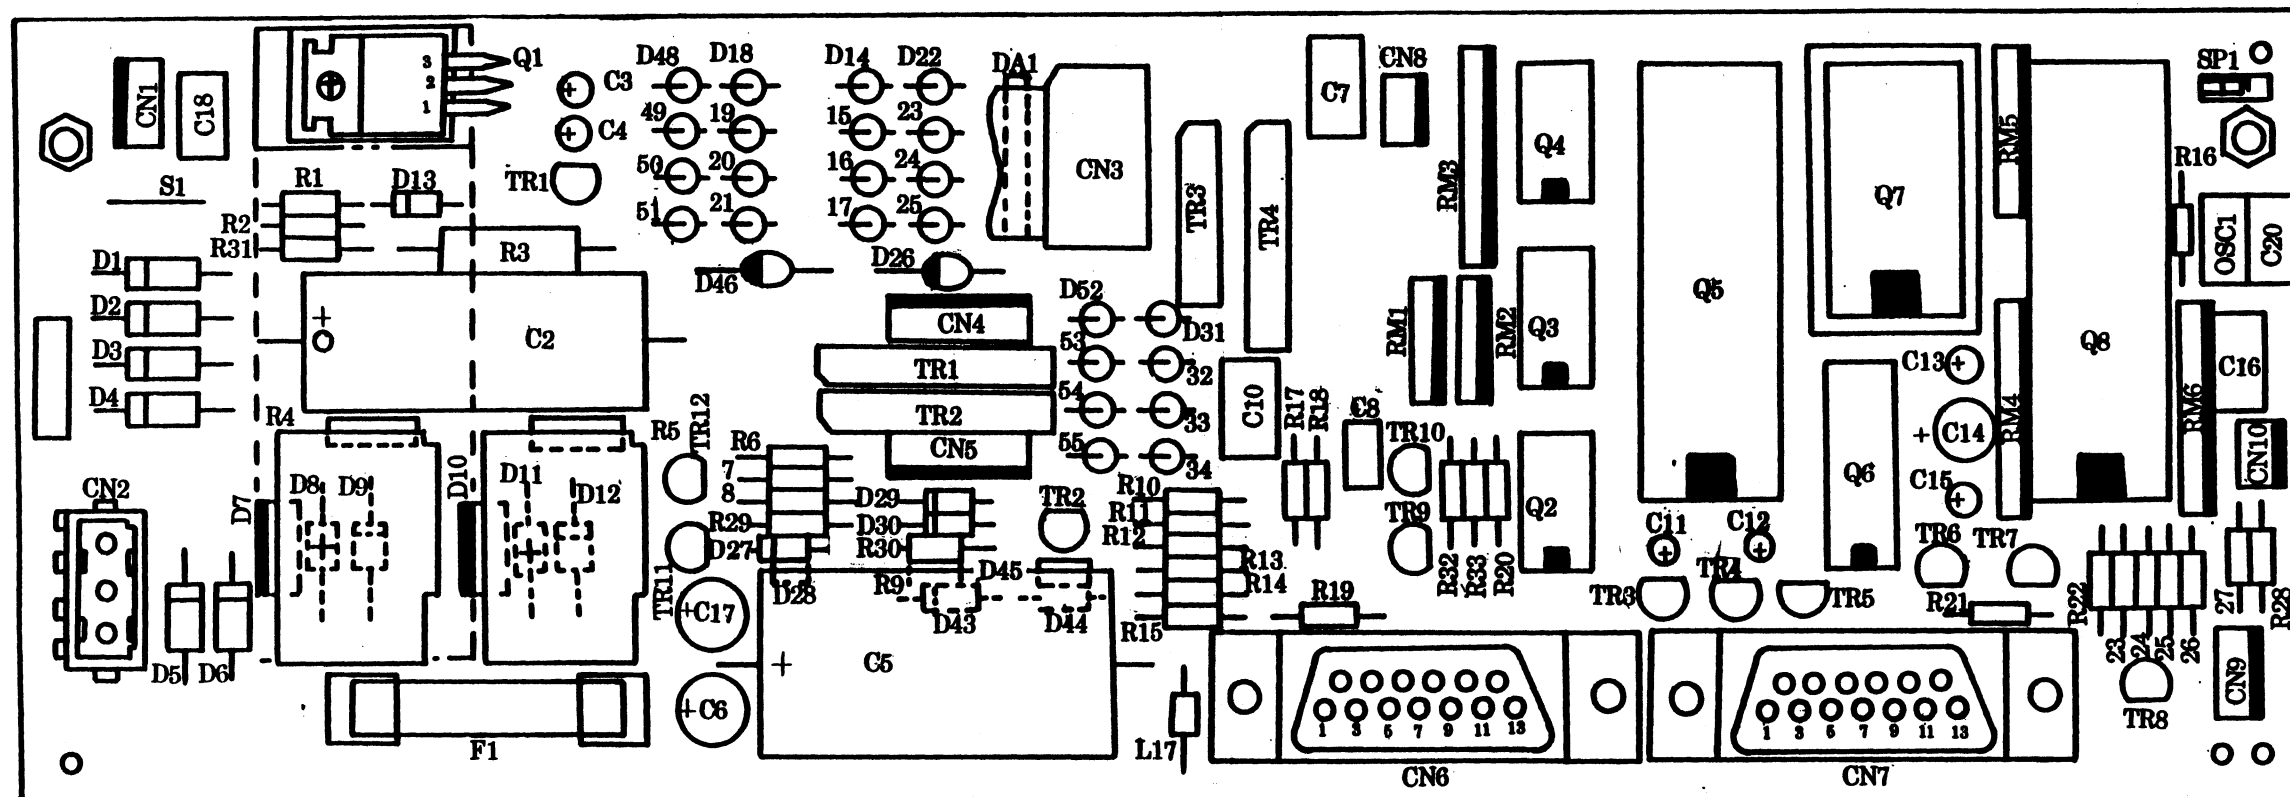 CN1
C18
3
2
1
Q1
C3
C4
TR1
D48
D18
49
19
50
20
51
21
D14
D22
15
23
16
24
17
25
DA1
CN3
C7
CN8
RM3
Q4
Q5
Q7
RM5
SP1
R16
OSC1
C20
S1
R1
D13
R2
R31
R3
D1
D2
D3
D4
+
C2
D46
D26
CN4
TR1
TR2
CN5
D52
D31
53
32
54
33
55
34
TR3
TR4
C10
R17
R18
C8
RM1
RM2
Q3
TR10
TR9
Q2
Q6
C13
+
C14
C15
RM4
Q8
RM6
C16
CN10
R4
R5
TR12
R6
7
8
R29
D27
D28
D29
D30
R30
R9
D45
D43
D44
TR2
R10
R11
R12
R13
R14
R15
R19
R32
R33
R20
C11
C12
TR3
TR4
TR5
TR6
TR7
R21
R22
23
24
25
26
27
R28
TR8
CN9
CN2
D7
D8
D9
D10
D11
D12
D5
D6
TR11
+
C17
+
C6
+
C5
F1
L17
1 3 5 7 9 11 13
CN6
1 3 5 7 9 11 13
CN7